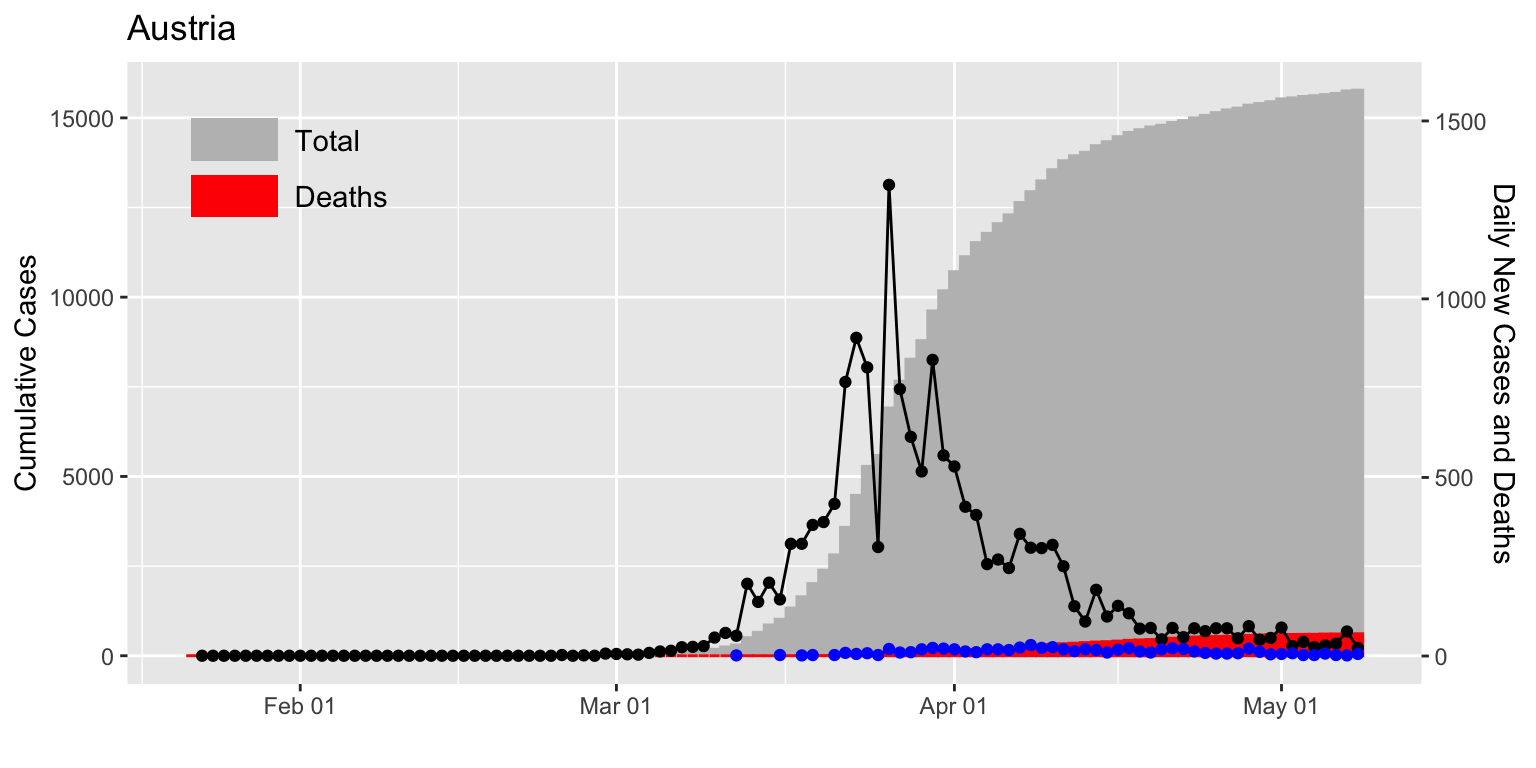 Austria
Total
Deaths
Cumulative Cases
15000
10000
5000
0
1500
1000
500
0
Daily New Cases and Deaths
Feb 01
Mar 01
Apr 01
May 01